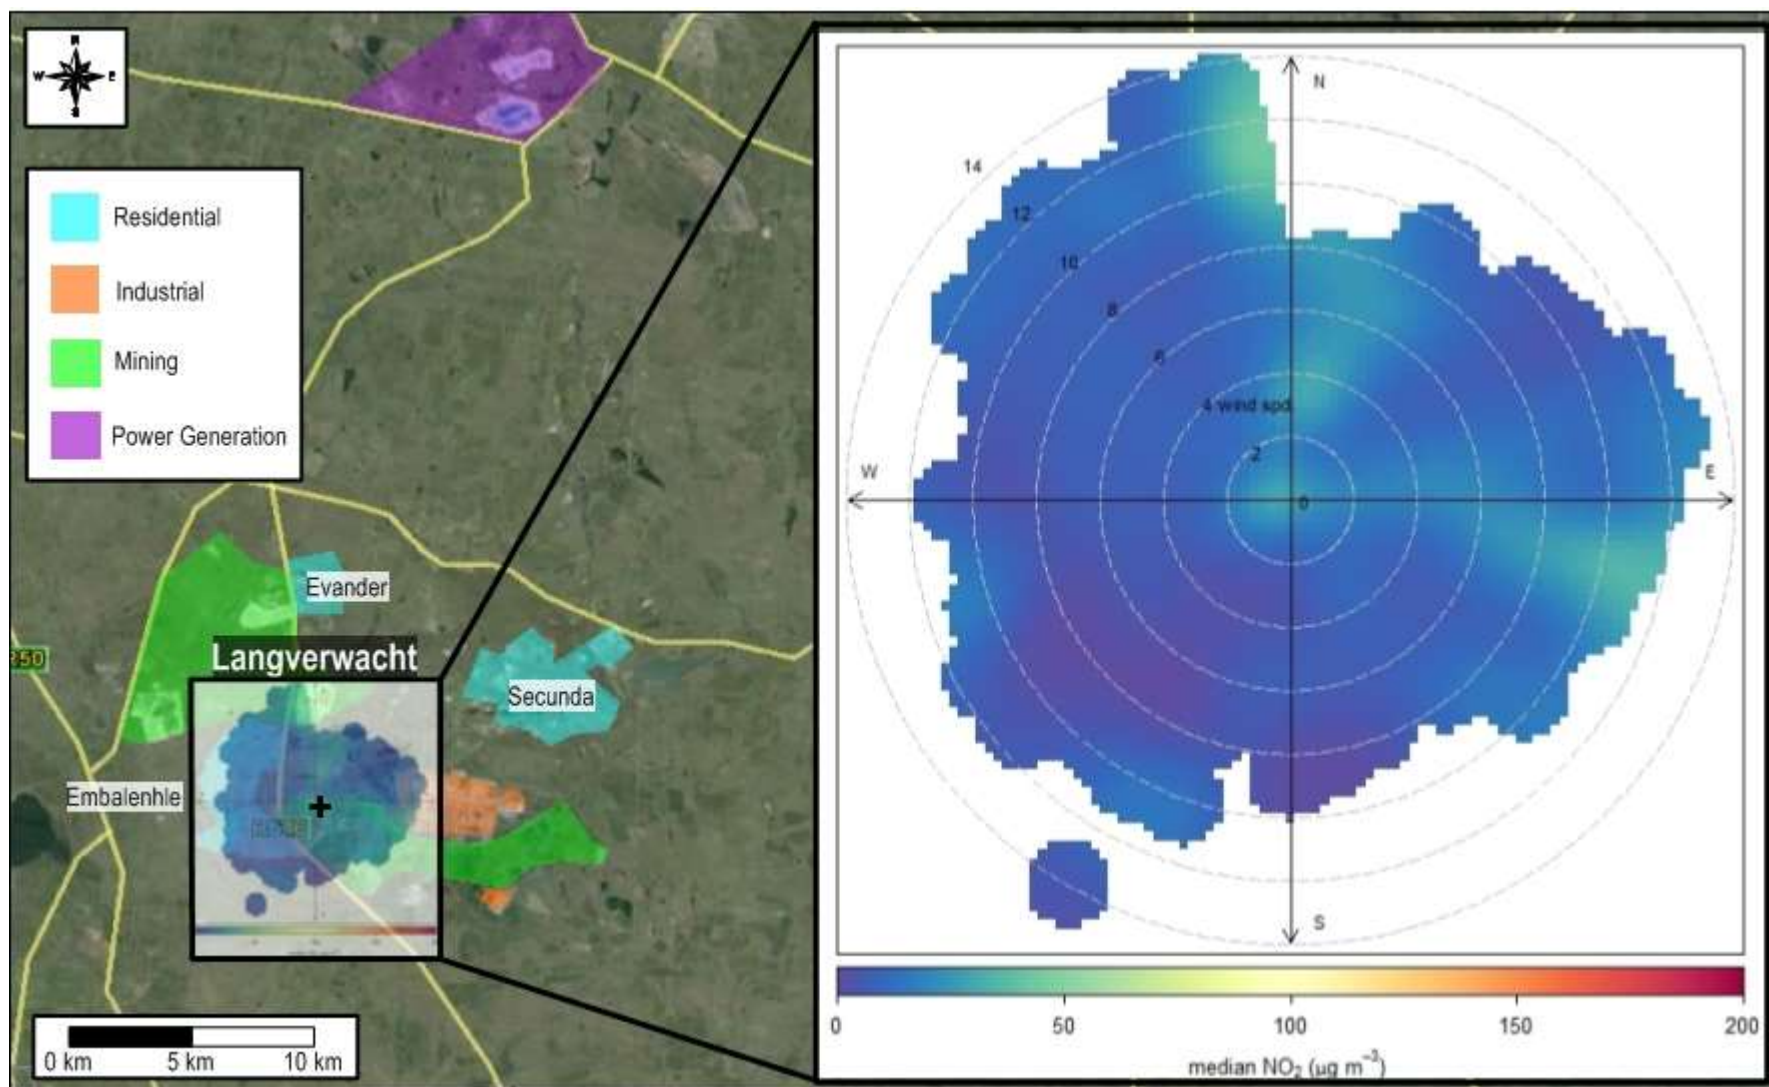 N
W E
S
Residential
Industrial
Mining
Power Generation
Evander
Langverwacht
Secunda
Embalenhle
0 km 5 km 10 km
N
14
12
10
8
6
4 wind spd
2
W E
0
S
0 50 100 150 200
median NO₂ (µg m⁻³)